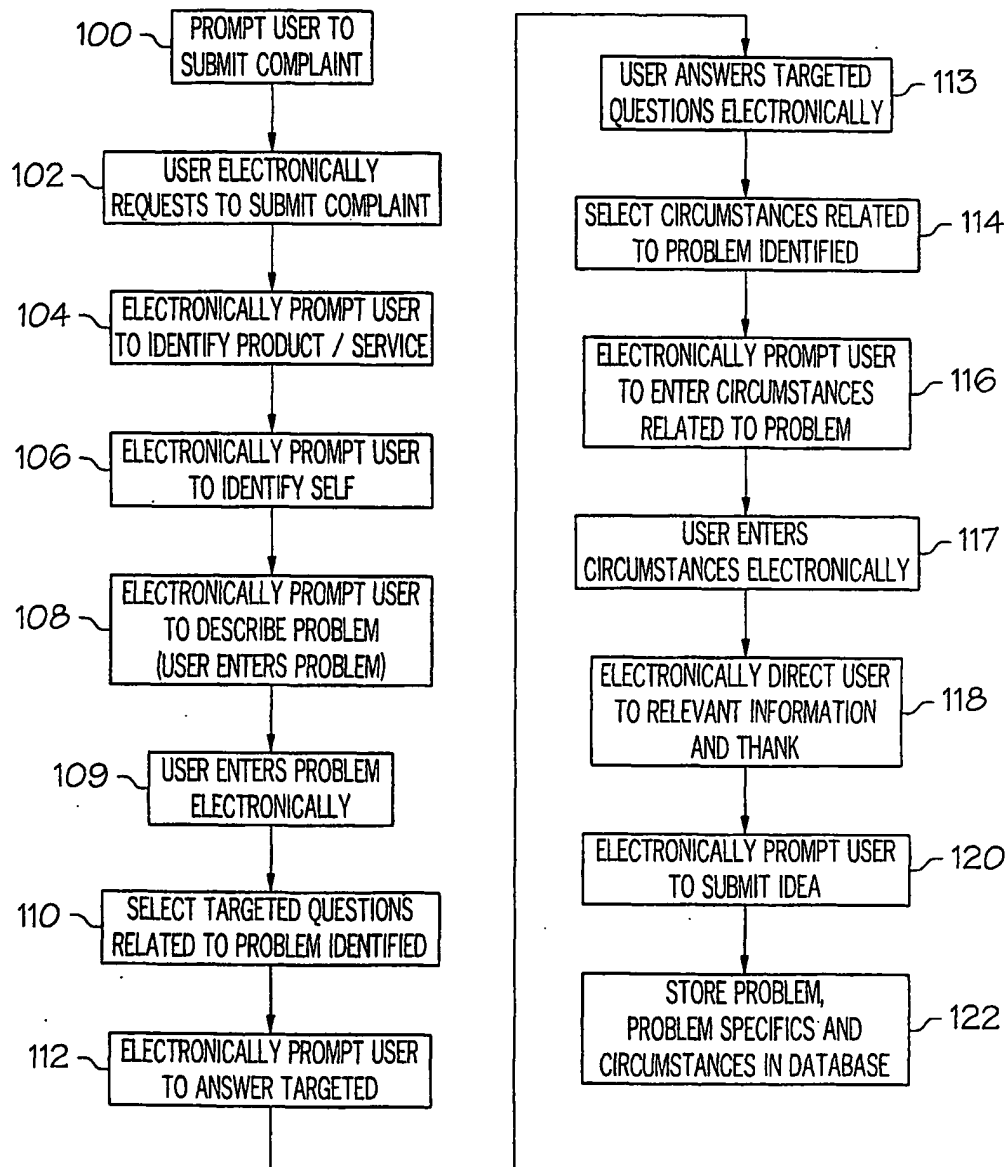 100
PROMPT USER TO
SUBMIT COMPLAINT
102
USER ELECTRONICALLY
REQUESTS TO SUBMIT COMPLAINT
104
ELECTRONICALLY PROMPT USER
TO IDENTIFY PRODUCT / SERVICE
106
ELECTRONICALLY PROMPT USER
TO IDENTIFY SELF
108
ELECTRONICALLY PROMPT USER
TO DESCRIBE PROBLEM
(USER ENTERS PROBLEM)
109
USER ENTERS PROBLEM
ELECTRONICALLY
110
SELECT TARGETED QUESTIONS
RELATED TO PROBLEM IDENTIFIED
112
ELECTRONICALLY PROMPT USER
TO ANSWER TARGETED
USER ANSWERS TARGETED
QUESTIONS ELECTRONICALLY
113
SELECT CIRCUMSTANCES RELATED
TO PROBLEM IDENTIFIED
114
ELECTRONICALLY PROMPT USER
TO ENTER CIRCUMSTANCES
RELATED TO PROBLEM
116
USER ENTERS
CIRCUMSTANCES ELECTRONICALLY
117
ELECTRONICALLY DIRECT USER
TO RELEVANT INFORMATION
AND THANK
118
ELECTRONICALLY PROMPT USER
TO SUBMIT IDEA
120
STORE PROBLEM,
PROBLEM SPECIFICS AND
CIRCUMSTANCES IN DATABASE
122